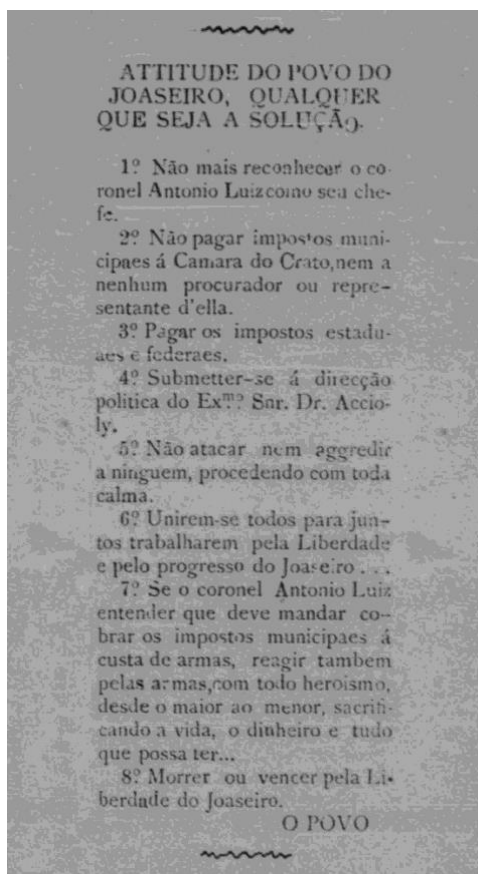 ATTITUDE DO POVO DO
JOASEIRO, QUALQUER
QUE SEJA A SOLUÇÃO.
1º Não mais reconhecer o co-
ronel Antonio Luiz como seu che-
fe.
2º Não pagar impostos muni-
cipaes á Camara do Crato, nem a
nenhum procurador ou repre-
sentante d'ella.
3º Pagar os impostos estadu-
aes e federaes.
4º Submetter-se á direcção
politica do Exmº Snr. Dr. Accio-
ly.
5º Não atacar nem aggredir
a ninguem, procedendo com toda
calma.
6º Unirem-se todos para jun-
tos trabalharem pela Liberdade
e pelo progresso do Joaseiro . . .
7º Se o coronel Antonio Luiz
entender que deve mandar co-
brar os impostos municipaes á
custa de armas, reagir tambem
pelas armas, com todo heroismo,
desde o maior ao menor, sacrifi-
cando a vida, o dinheiro e tudo
que possa ter...
8º Morrer ou vencer pela Li-
berdade do Joaseiro.
O POVO